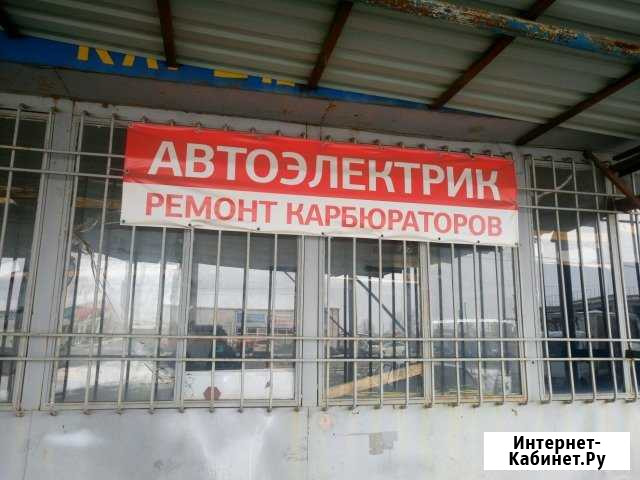 АВТОЭЛЕКТРИК
РЕМОНТ КАРБЮРАТОРОВ
Интернет-
Кабинет.Ру